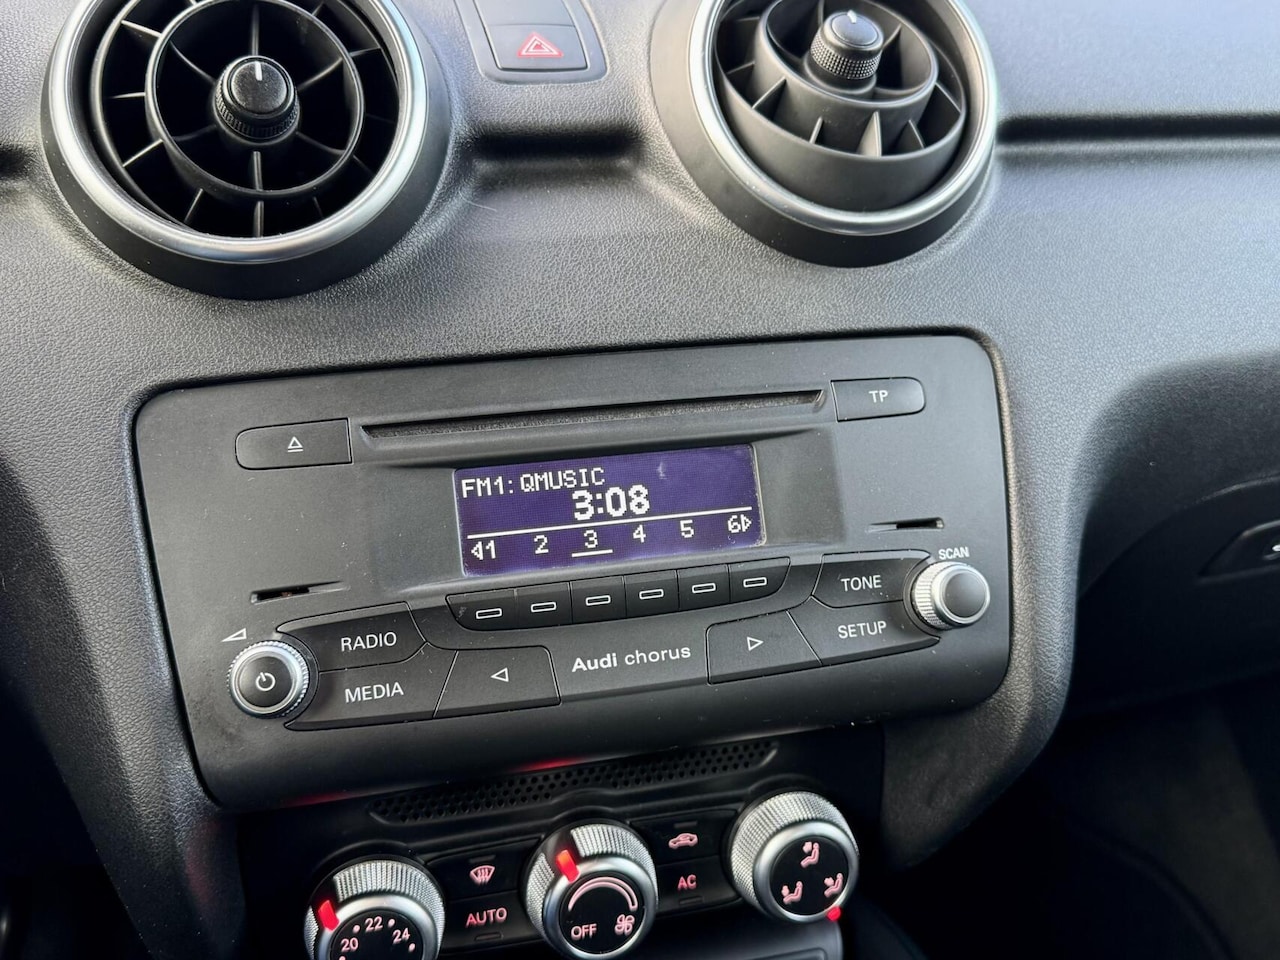 TP
FM1: QMUSIC
3:08
1 2 3 4 5 6
SCAN
TONE
RADIO
SETUP
Audi chorus
MEDIA
AC
AUTO
OFF
20 22 24